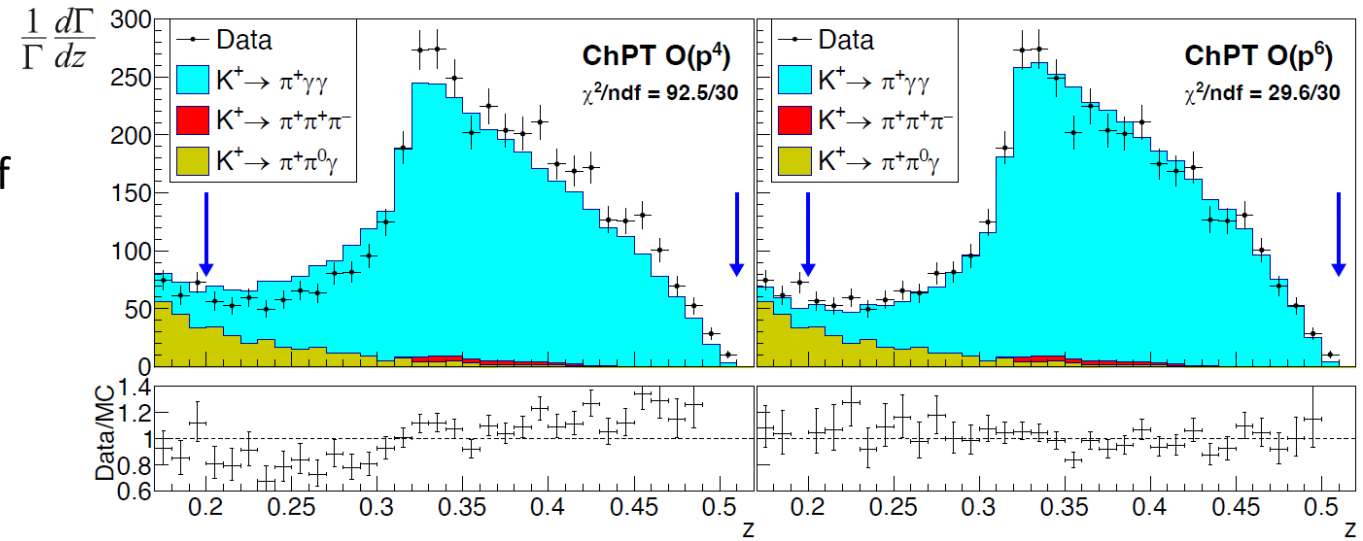 1/Γ dΓ/dz
f
300
250
200
150
100
50
0
Data
K⁺→ π⁺γγ
K⁺→ π⁺π⁺π⁻
K⁺→ π⁺π⁰γ
ChPT O(p⁴)
χ²/ndf = 92.5/30
Data
K⁺→ π⁺γγ
K⁺→ π⁺π⁺π⁻
K⁺→ π⁺π⁰γ
ChPT O(p⁶)
χ²/ndf = 29.6/30
Data/MC
1.4
1.2
1
0.8
0.6
0.2 0.25 0.3 0.35 0.4 0.45 0.5
z
0.2 0.25 0.3 0.35 0.4 0.45 0.5
z